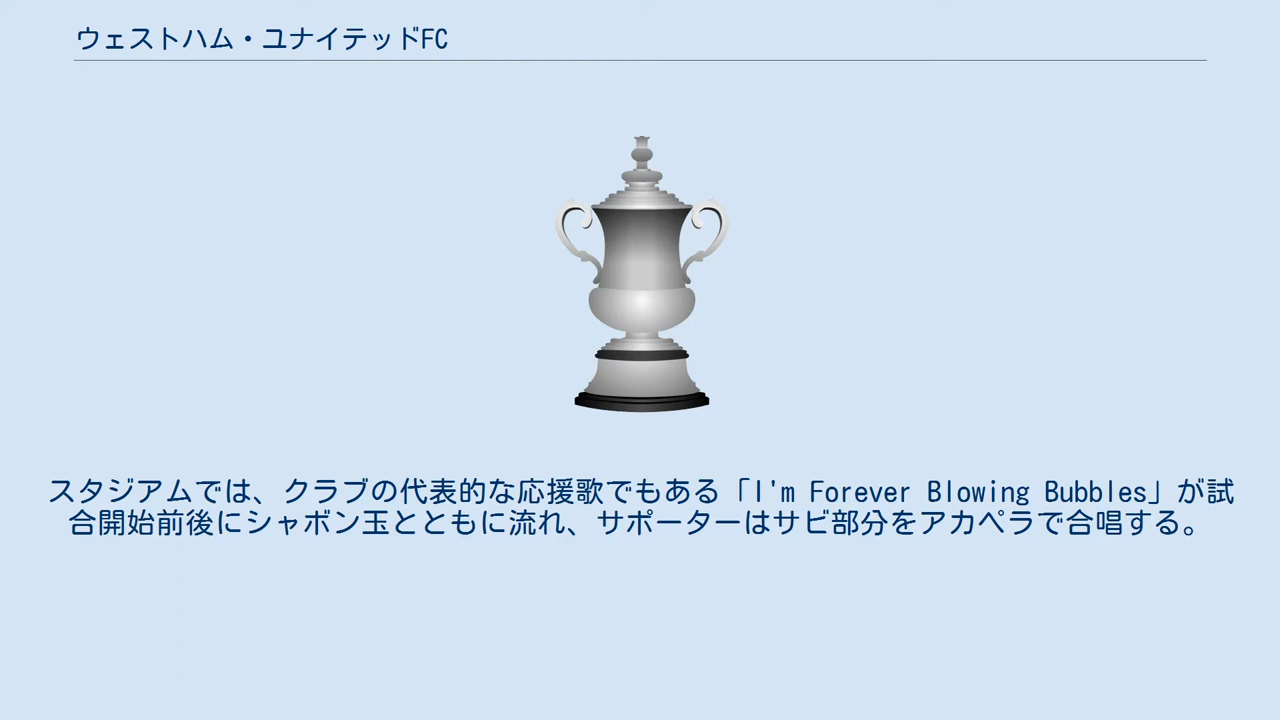 ウェストハム・ユナイテッドFC
スタジアムでは、クラブの代表的な応援歌でもある「I'm Forever Blowing Bubbles」が試
合開始前後にシャボン玉とともに流れ、サポーターはサビ部分をアカペラで合唱する。